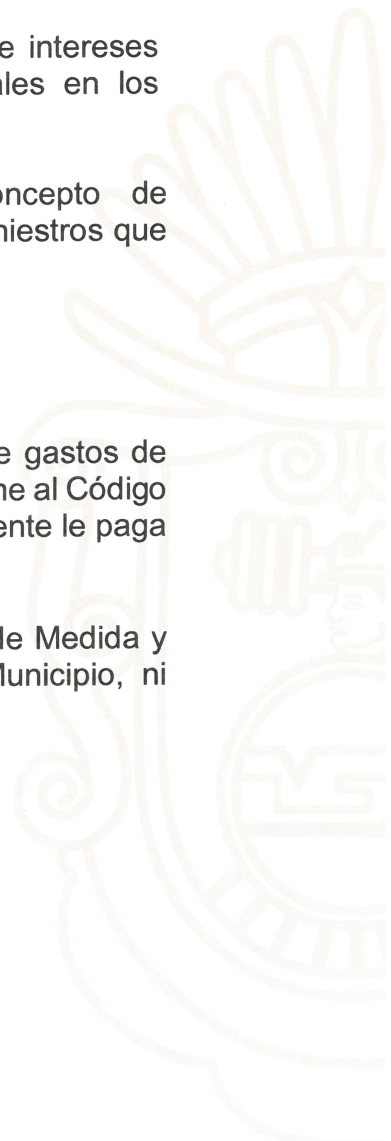 e intereses
ales en los
oncepto de
niestros que
e gastos de
ne al Código
ente le paga
de Medida y
Municipio, ni